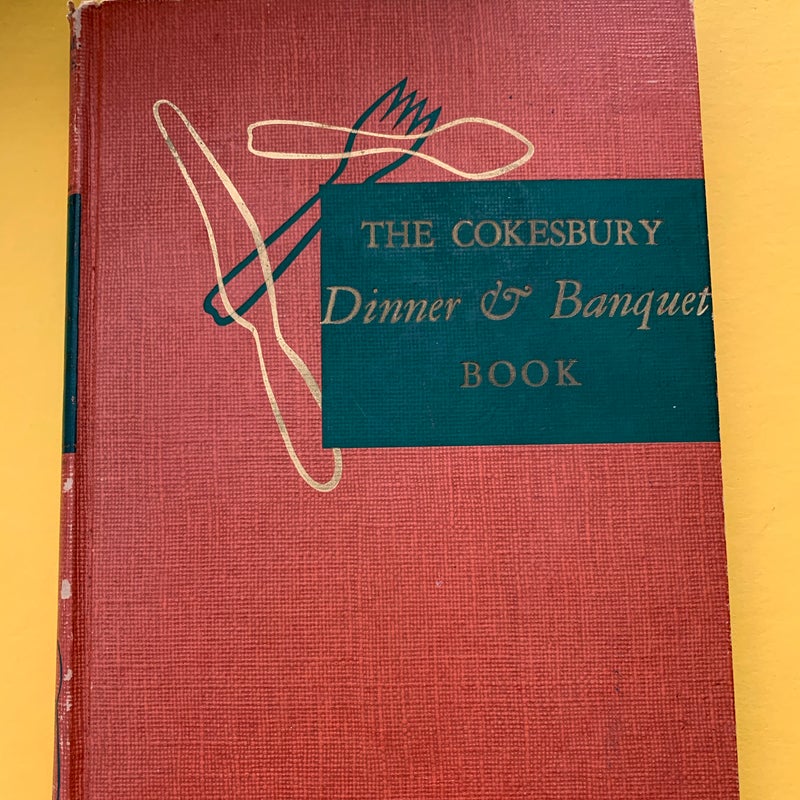 THE COKESBURY
Dinner & Banquet
BOOK